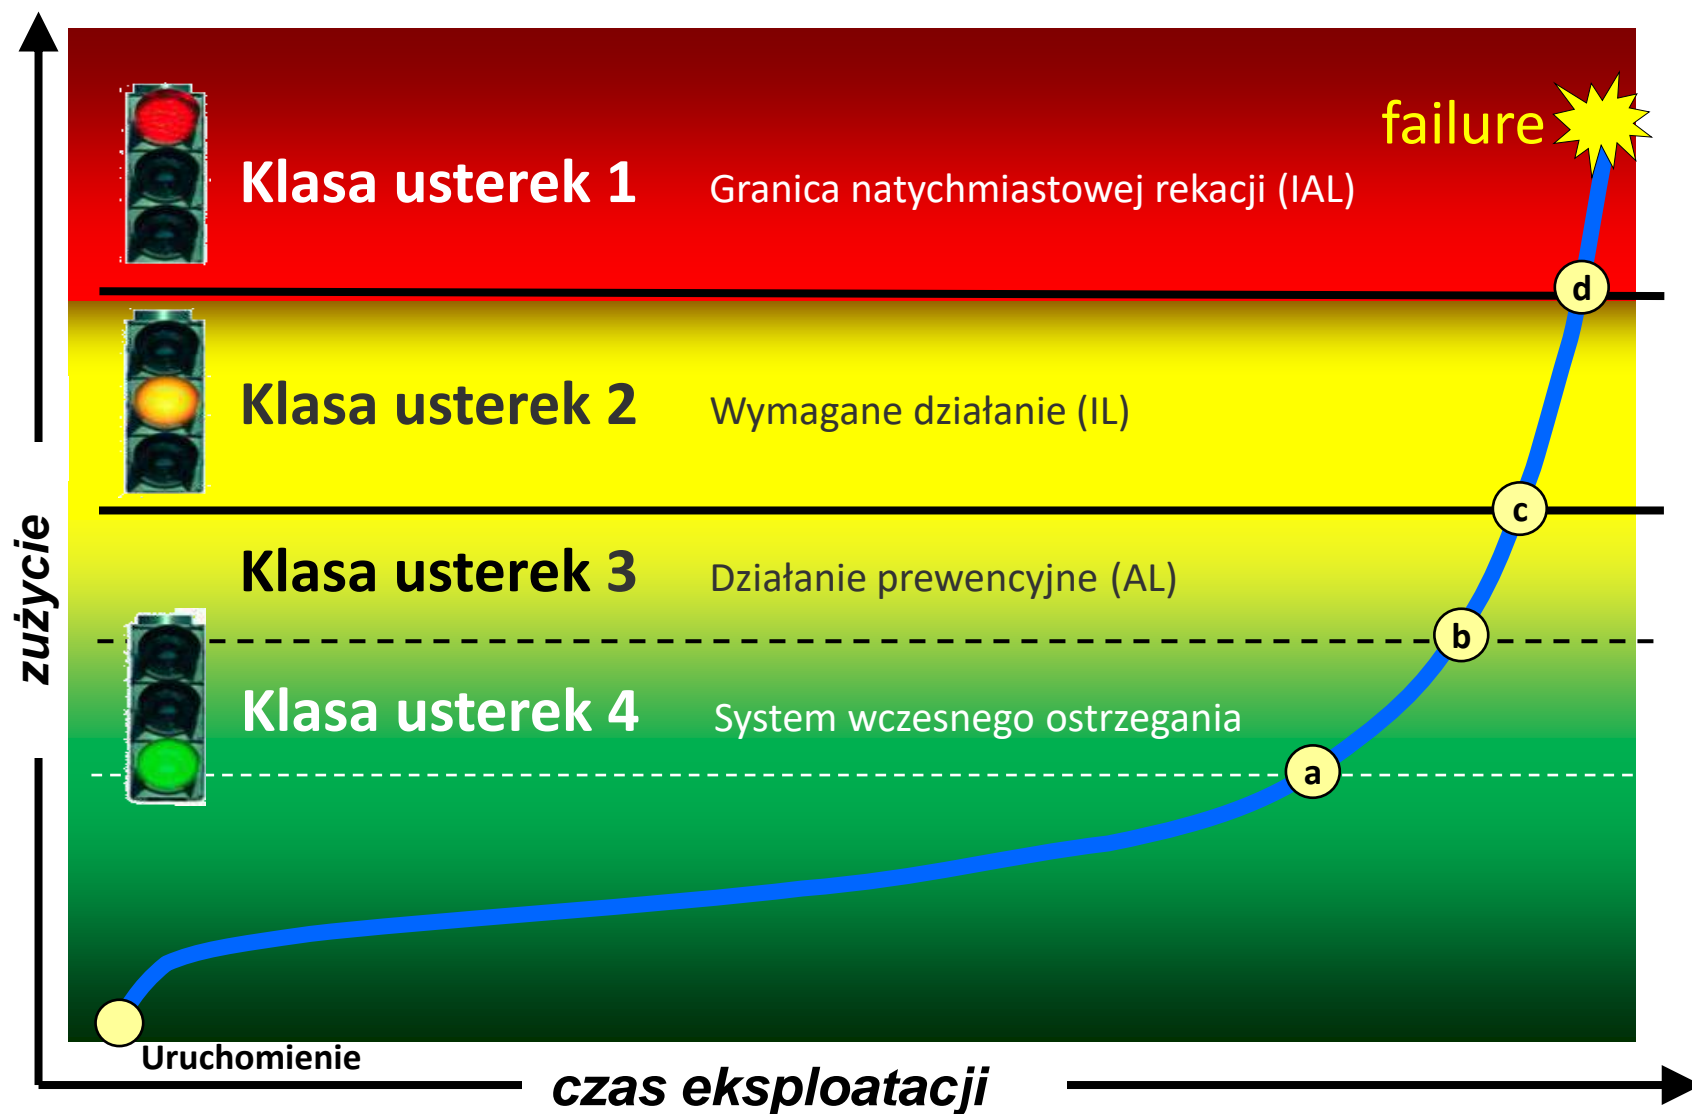 failure
Klasa usterek 1 Granica natychmiastowej rekacji (IAL)
d
Klasa usterek 2 Wymagane działanie (IL)
c
Klasa usterek 3 Działanie prewencyjne (AL)
b
Klasa usterek 4 System wczesnego ostrzegania
a
zużycie
Uruchomienie
czas eksploatacji